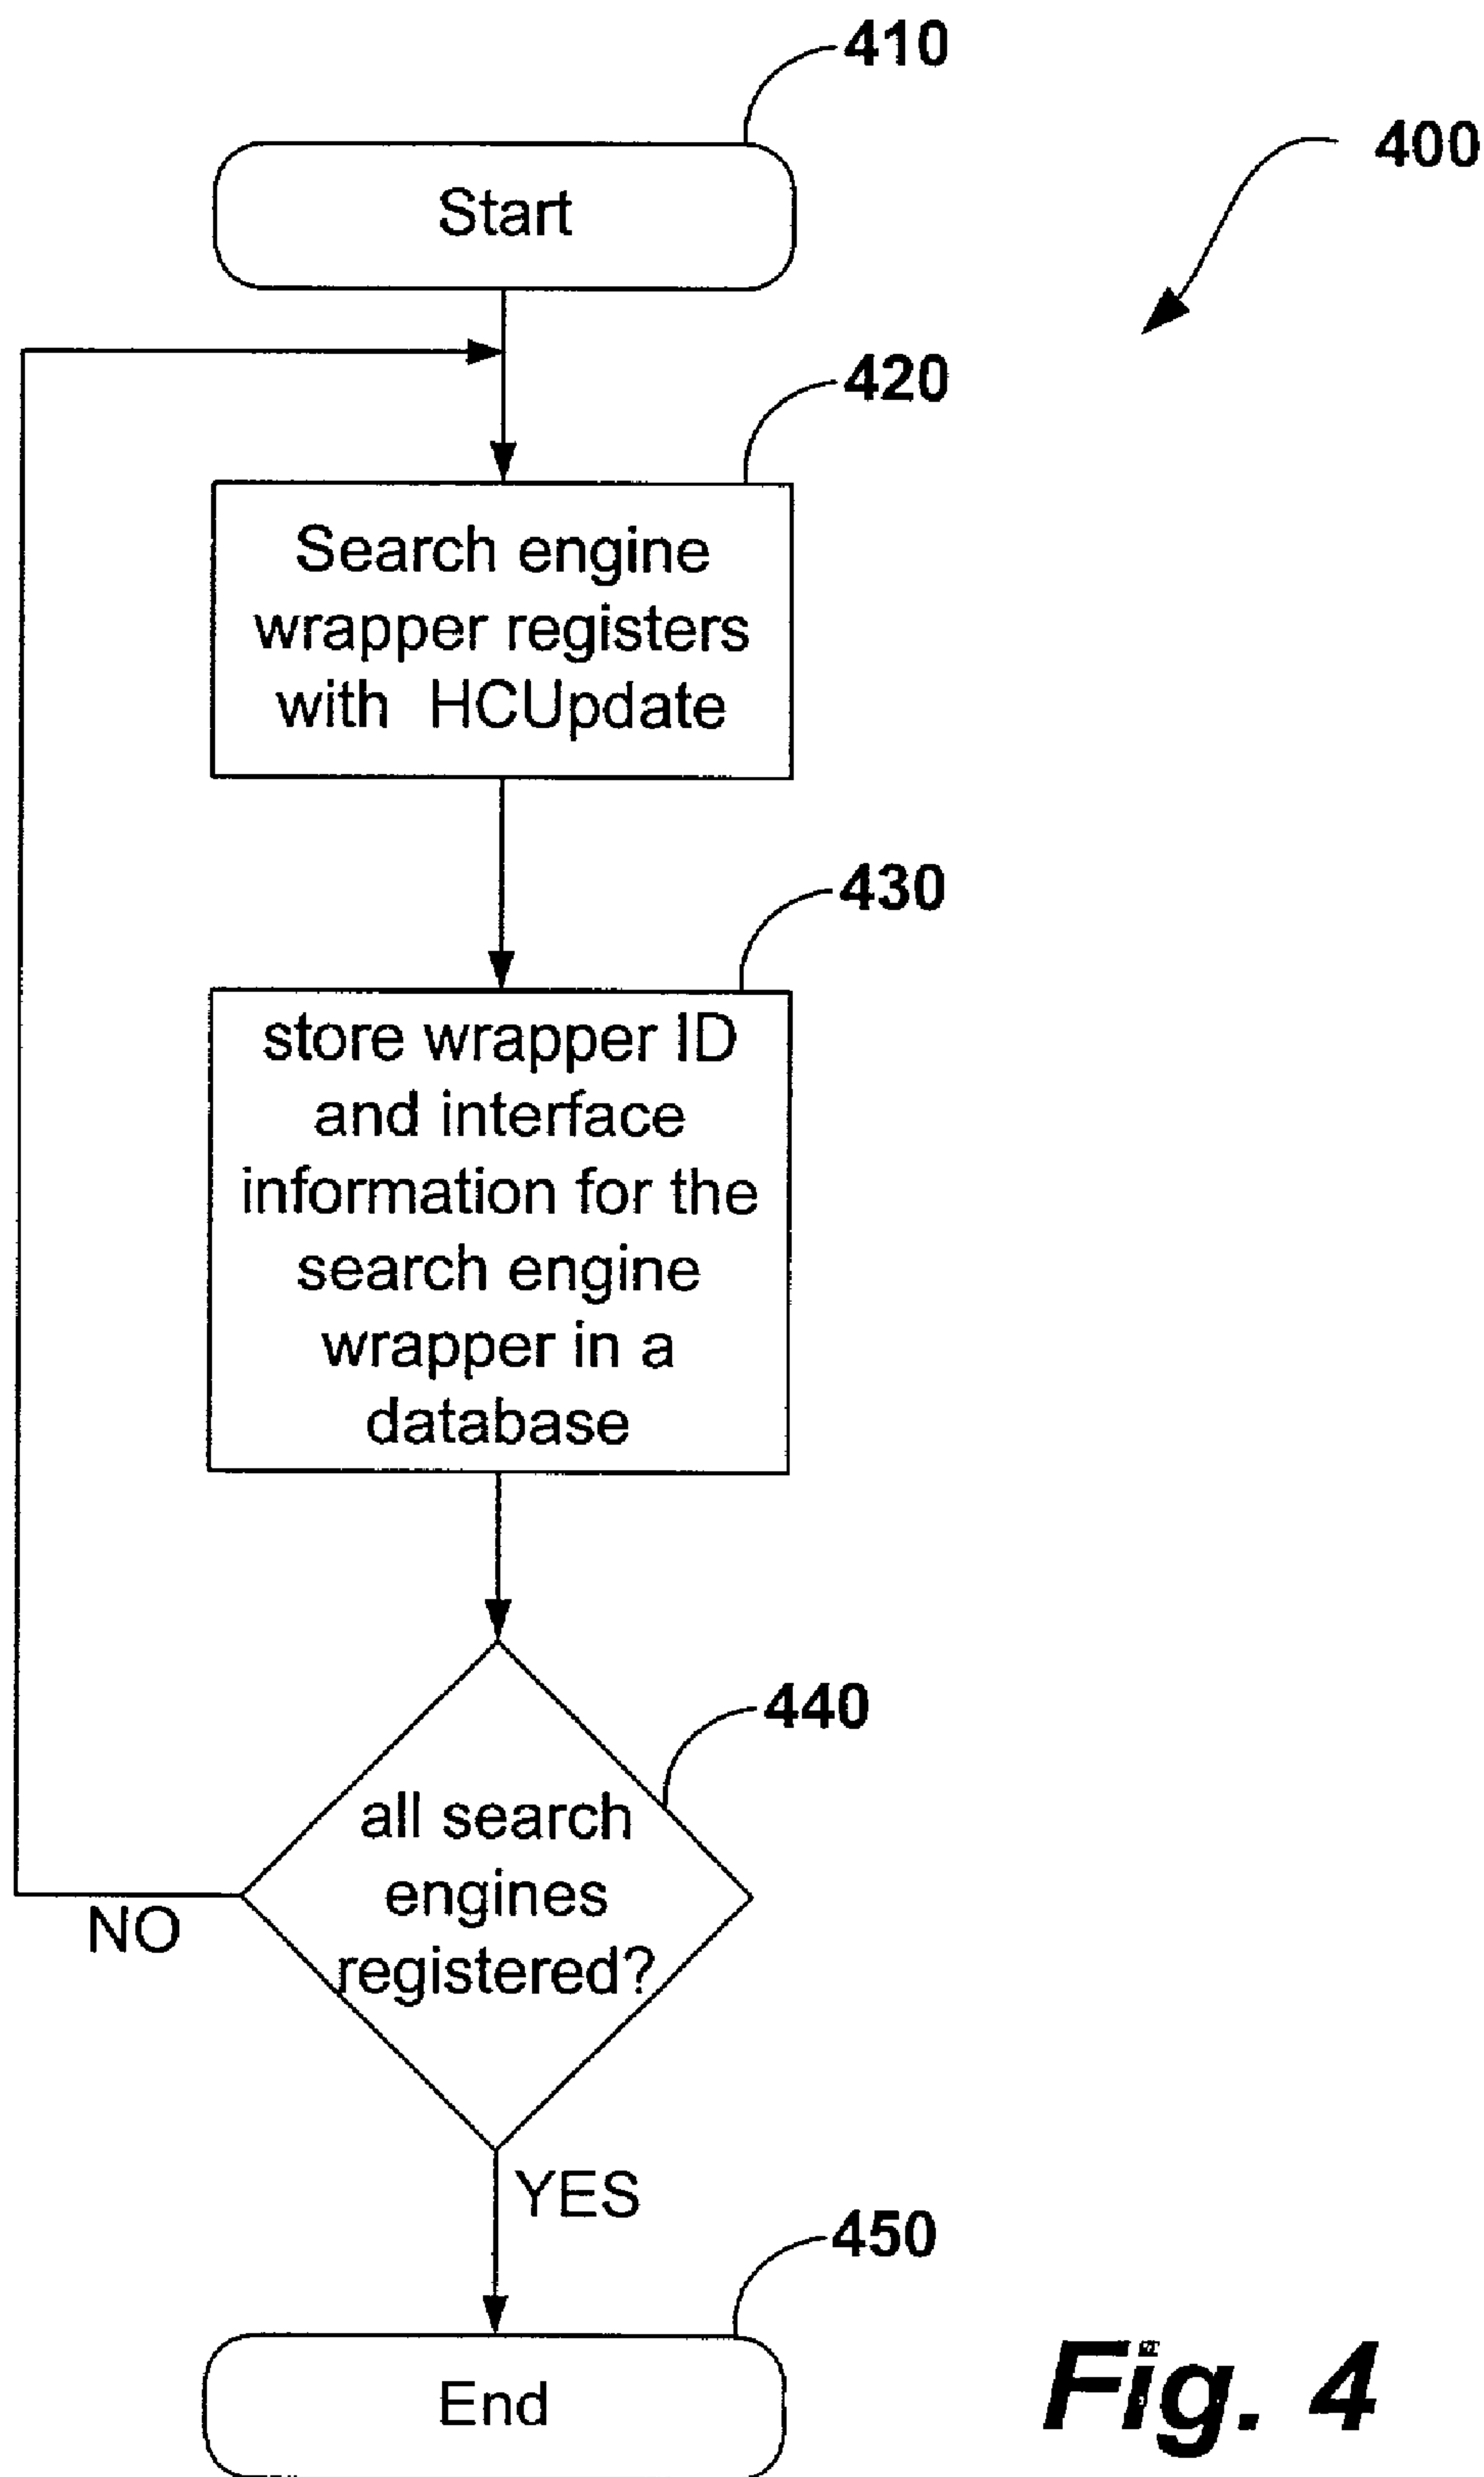 410
400
Start
420
Search engine
wrapper registers
with HCUpdate
430
store wrapper ID
and interface
information for the
search engine
wrapper in a
database
440
all search
engines
registered?
NO
YES
450
End
Fig. 4